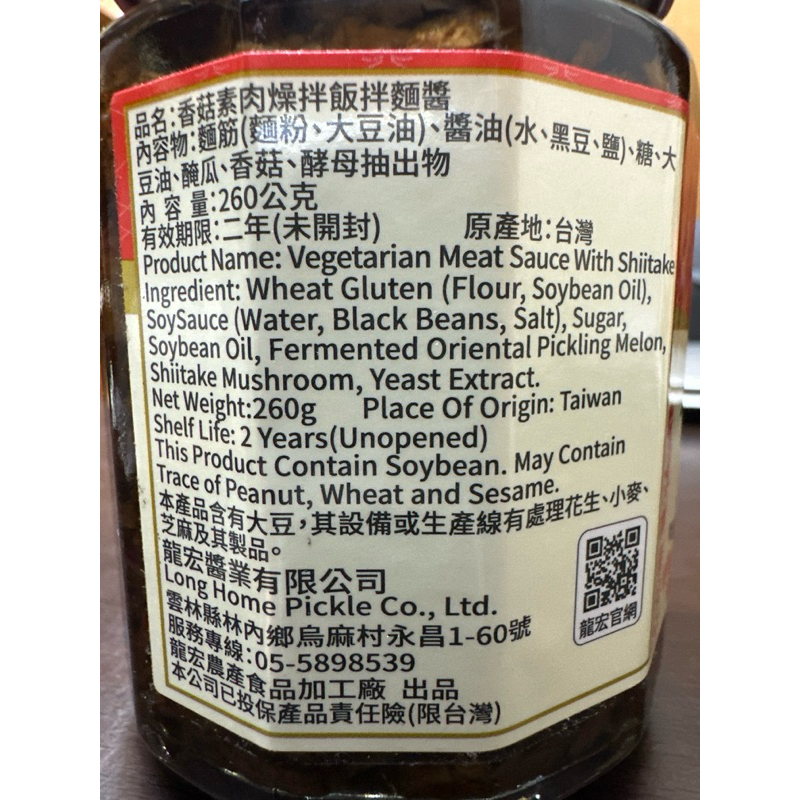 品名:香菇素肉燥拌飯拌麵醬
內容物:麵筋(麵粉、大豆油)、醬油(水、黑豆、鹽)、糖、大
豆油、醃瓜、香菇、酵母抽出物
內 容 量:260公克
有效期限:二年(未開封) 原產地:台灣
Product Name: Vegetarian Meat Sauce With Shiitake
Ingredient: Wheat Gluten (Flour, Soybean Oil),
SoySauce (Water, Black Beans, Salt), Sugar,
Soybean Oil, Fermented Oriental Pickling Melon,
Shiitake Mushroom, Yeast Extract.
Net Weight:260g Place Of Origin: Taiwan
Shelf Life: 2 Years(Unopened)
This Product Contain Soybean. May Contain
Trace of Peanut, Wheat and Sesame.
本產品含有大豆，其設備或生產線有處理花生、小麥、
芝麻及其製品。
龍宏醬業有限公司
Long Home Pickle Co., Ltd.
雲林縣林內鄉烏麻村永昌1-60號
服務專線:05-5898539
龍宏農產食品加工廠 出品
本公司已投保產品責任險(限台灣)
龍宏官網